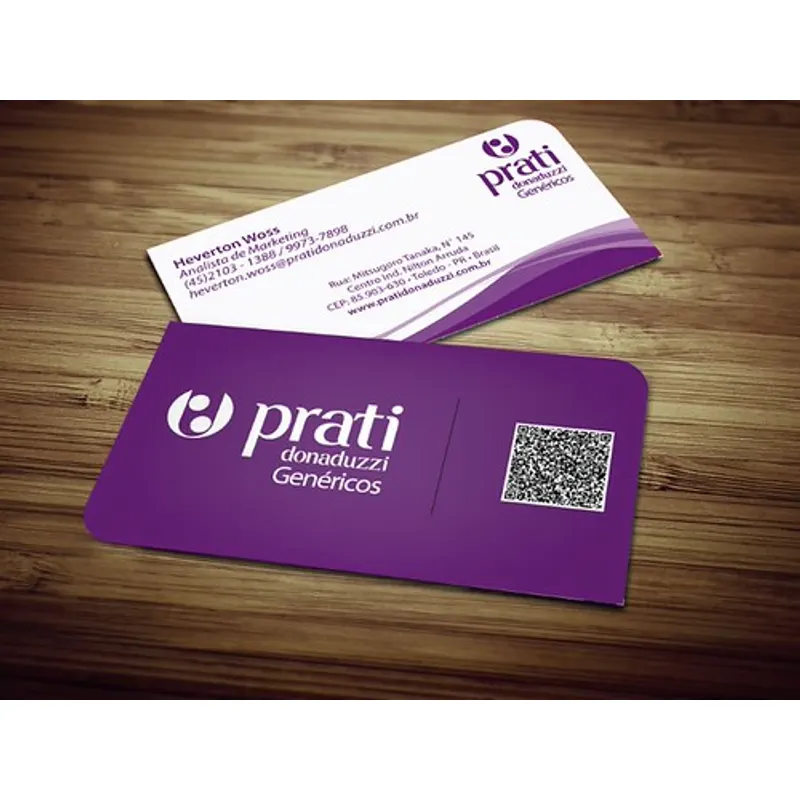 prati
donaduzzi
Genéricos
Heverton Woss
Analista de Marketing
(45)2103 - 1388 / 9973-7898
heverton.woss@pratidonaduzzi.com.br
Rua: Mitsugoro Tanaka, N° 145
Centro Ind. Nilton Arruda
CEP: 85.903-630 • Toledo - PR • Brasil
www.pratidonaduzzi.com.br
prati
donaduzzi
Genéricos